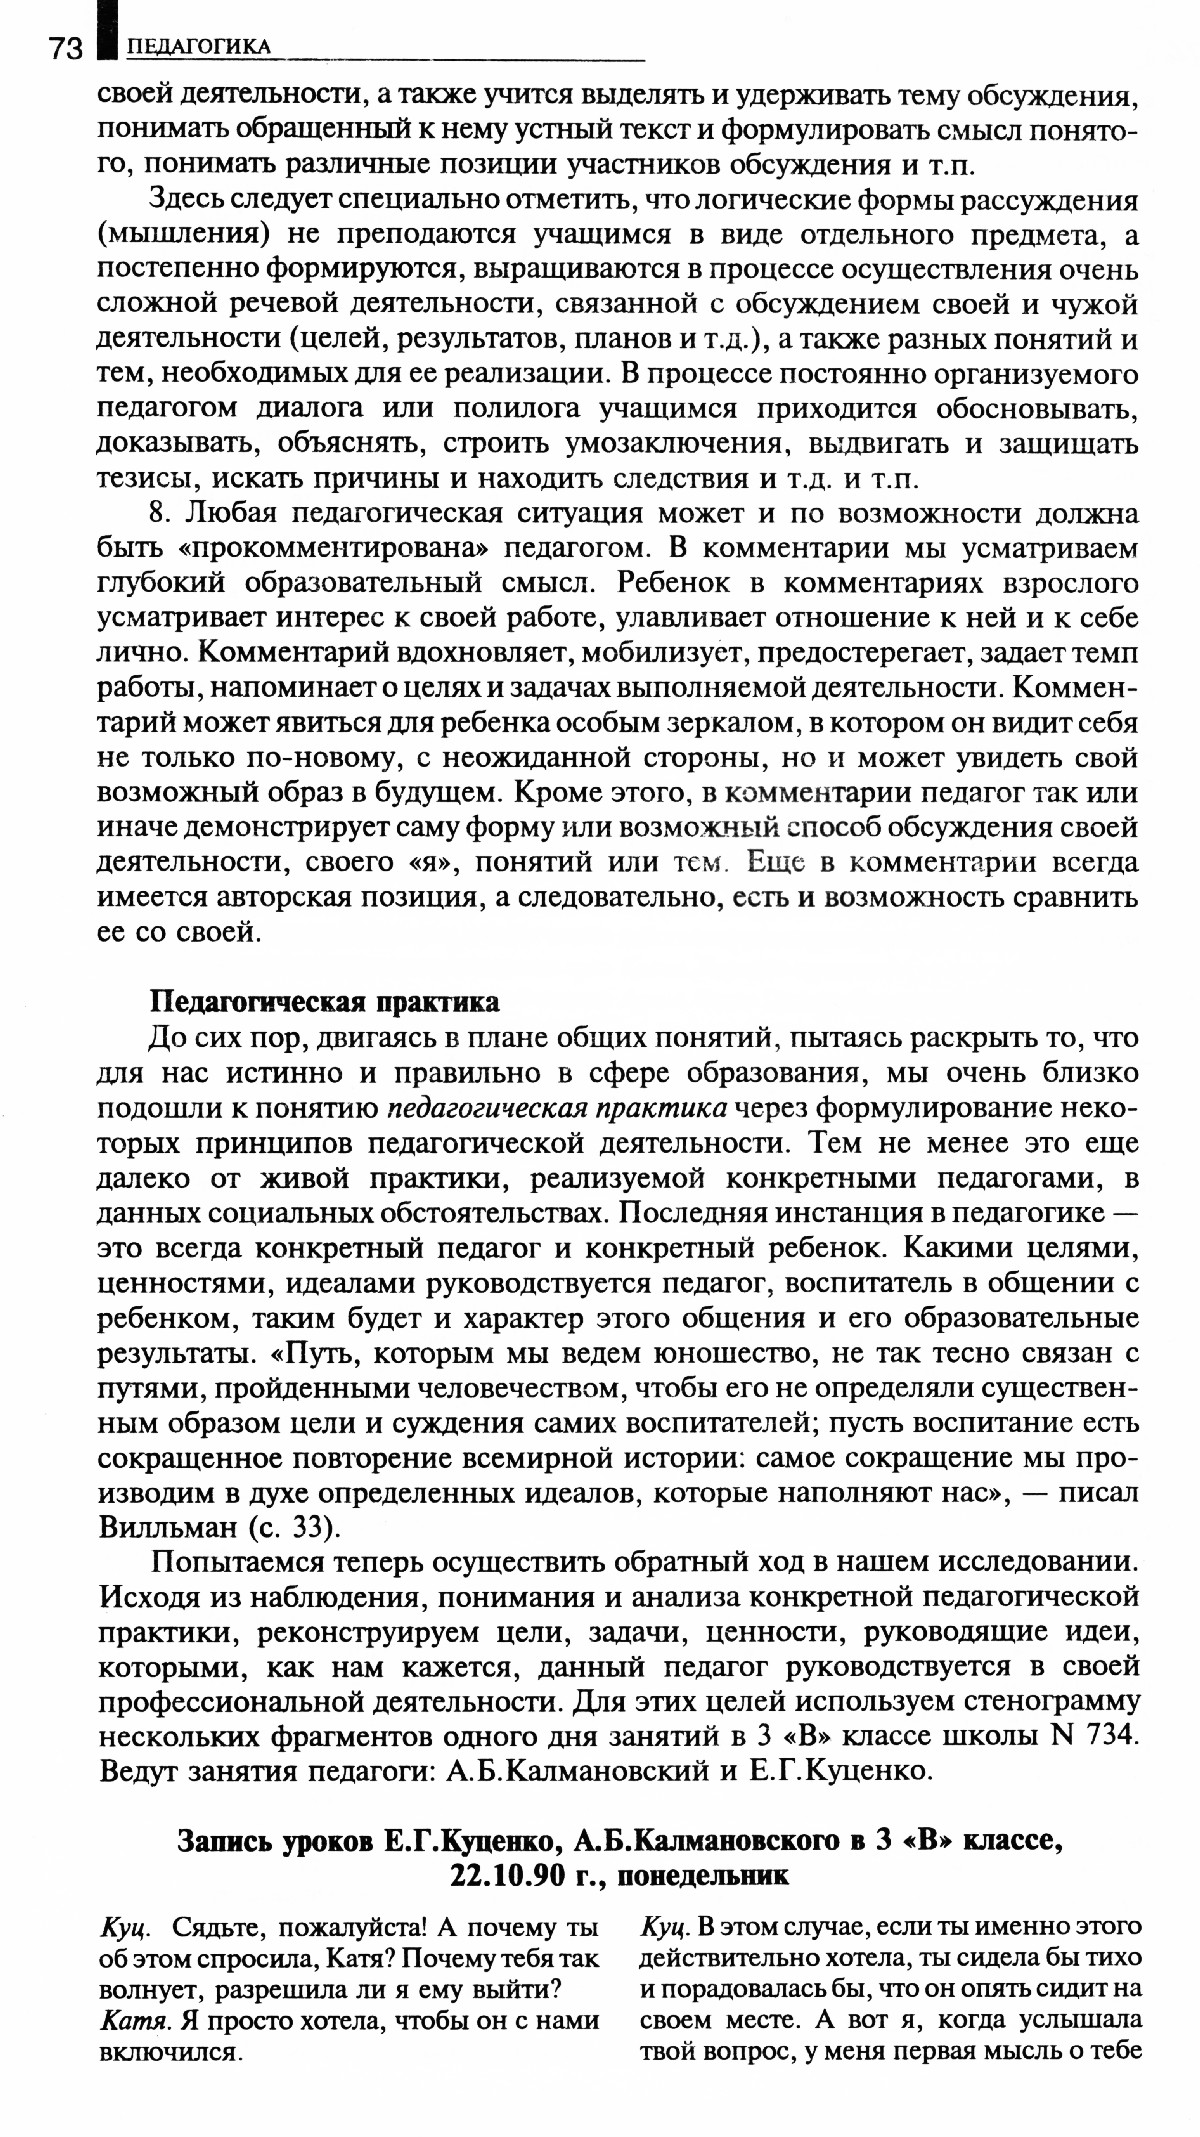 73 ПЕДАГОГИКА
своей деятельности, а также учится выделять и удерживать тему обсуждения,
понимать обращенный к нему устный текст и формулировать смысл понято-
го, понимать различные позиции участников обсуждения и т.п.
Здесь следует специально отметить, что логические формы рассуждения
(мышления) не преподаются учащимся в виде отдельного предмета, а
постепенно формируются, выращиваются в процессе осуществления очень
сложной речевой деятельности, связанной с обсуждением своей и чужой
деятельности (целей, результатов, планов и т.д.), а также разных понятий и
тем, необходимых для ее реализации. В процессе постоянно организуемого
педагогом диалога или полилога учащимся приходится обосновывать,
доказывать, объяснять, строить умозаключения, выдвигать и защищать
тезисы, искать причины и находить следствия и т.д. и т.п.
8. Любая педагогическая ситуация может и по возможности должна
быть «прокомментирована» педагогом. В комментарии мы усматриваем
глубокий образовательный смысл. Ребенок в комментариях взрослого
усматривает интерес к своей работе, улавливает отношение к ней и к себе
лично. Комментарий вдохновляет, мобилизует, предостерегает, задает темп
работы, напоминает о целях и задачах выполняемой деятельности. Коммен-
тарий может явиться для ребенка особым зеркалом, в котором он видит себя
не только по-новому, с неожиданной стороны, но и может увидеть свой
возможный образ в будущем. Кроме этого, в комментарии педагог так или
иначе демонстрирует саму форму или возможный способ обсуждения своей
деятельности, своего «я», понятий или тем. Еще в комментарии всегда
имеется авторская позиция, а следовательно, есть и возможность сравнить
ее со своей.
Педагогическая практика
До сих пор, двигаясь в плане общих понятий, пытаясь раскрыть то, что
для нас истинно и правильно в сфере образования, мы очень близко
подошли к понятию педагогическая практика через формулирование неко-
торых принципов педагогической деятельности. Тем не менее это еще
далеко от живой практики, реализуемой конкретными педагогами, в
данных социальных обстоятельствах. Последняя инстанция в педагогике —
это всегда конкретный педагог и конкретный ребенок. Какими целями,
ценностями, идеалами руководствуется педагог, воспитатель в общении с
ребенком, таким будет и характер этого общения и его образовательные
результаты. «Путь, которым мы ведем юношество, не так тесно связан с
путями, пройденными человечеством, чтобы его не определяли существен-
ным образом цели и суждения самих воспитателей; пусть воспитание есть
сокращенное повторение всемирной истории: самое сокращение мы про-
изводим в духе определенных идеалов, которые наполняют нас», — писал
Вилльман (с. 33).
Попытаемся теперь осуществить обратный ход в нашем исследовании.
Исходя из наблюдения, понимания и анализа конкретной педагогической
практики, реконструируем цели, задачи, ценности, руководящие идеи,
которыми, как нам кажется, данный педагог руководствуется в своей
профессиональной деятельности. Для этих целей используем стенограмму
нескольких фрагментов одного дня занятий в 3 «В» классе школы N 734.
Ведут занятия педагоги: А.Б.Калмановский и Е.Г.Куценко.
Запись уроков Е.Г.Куценко, А.Б.Калмановского в 3 «В» классе,
22.10.90 г., понедельник
Куц. Сядьте, пожалуйста! А почему ты
об этом спросила, Катя? Почему тебя так
волнует, разрешила ли я ему выйти?
Катя. Я просто хотела, чтобы он с нами
включился.
Куц. В этом случае, если ты именно этого
действительно хотела, ты сидела бы тихо
и порадовалась бы, что он опять сидит на
своем месте. А вот я, когда услышала
твой вопрос, у меня первая мысль о тебе